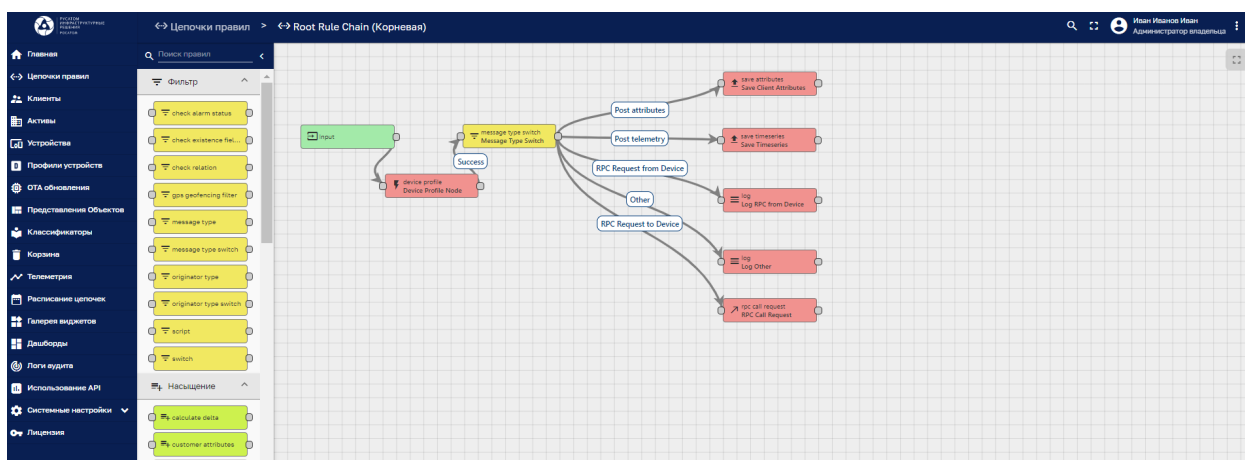 РУСАТОМ
ИНФРАСТРУКТУРНЫЕ
РЕШЕНИЯ
РОСАТОМ
Цепочки правил > Root Rule Chain (Корневая)
Иван Иванов Иван
Администратор владельца
Главная
Цепочки правил
Клиенты
Активы
Устройства
Профили устройств
OTA обновления
Представления Объектов
Классификаторы
Корзина
Телеметрия
Расписание цепочек
Галерея виджетов
Дашборды
Логи аудита
Использование API
Системные настройки
Лицензия
Поиск правил
Фильтр
check alarm status
check existence fiel...
check relation
gps geofencing filter
message type
message type switch
originator type
originator type switch
script
switch
Насыщение
calculate delta
customer attributes
Input
device profile
Device Profile Node
Success
message type switch
Message Type Switch
Post attributes
Post telemetry
RPC Request from Device
Other
RPC Request to Device
save attributes
Save Client Attributes
save timeseries
Save Timeseries
log
Log RPC from Device
log
Log Other
rpc call request
RPC Call Request